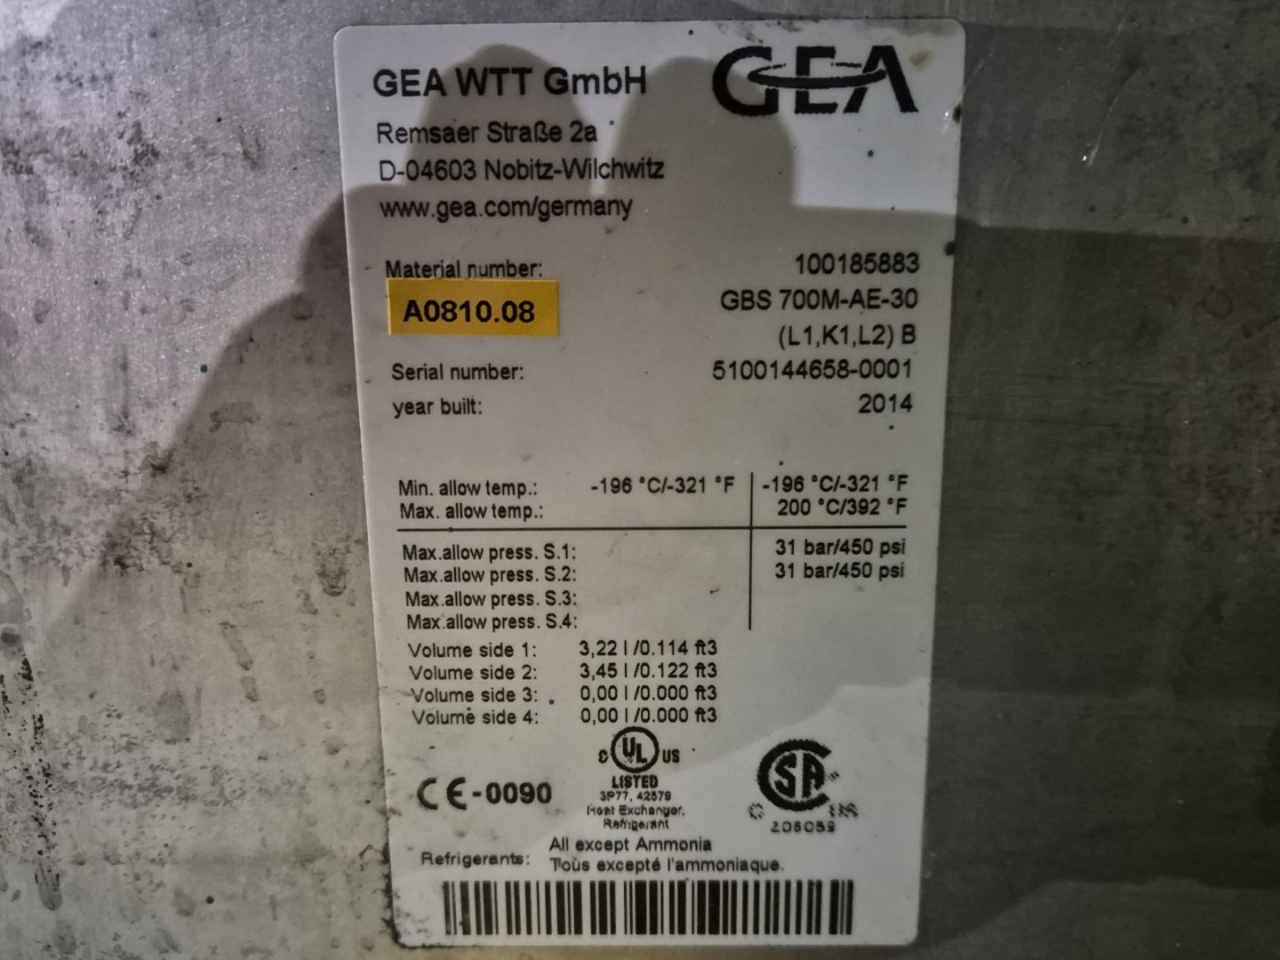 GEA WTT GmbH
GEA
Remsaer Straße 2a
D-04603 Nobitz-Wilchwitz
www.gea.com/germany
Material number: 100185883
A0810.08 GBS 700M-AE-30
(L1,K1,L2) B
Serial number: 5100144658-0001
year built: 2014
Min. allow temp.: -196 °C/-321 °F -196 °C/-321 °F
Max. allow temp.: 200 °C/392 °F
Max.allow press. S.1: 31 bar/450 psi
Max.allow press. S.2: 31 bar/450 psi
Max.allow press. S.3:
Max.allow press. S.4:
Volume side 1: 3,22 l /0.114 ft3
Volume side 2: 3,45 l /0.122 ft3
Volume side 3: 0,00 l /0.000 ft3
Volume side 4: 0,00 l /0.000 ft3
C UL US
LISTED
3P77, 42579
Heat Exchanger,
Refrigerant
CE-0090
CSA
C US
206059
Refrigerants: All except Ammonia
Tous excepté l'ammoniaque.